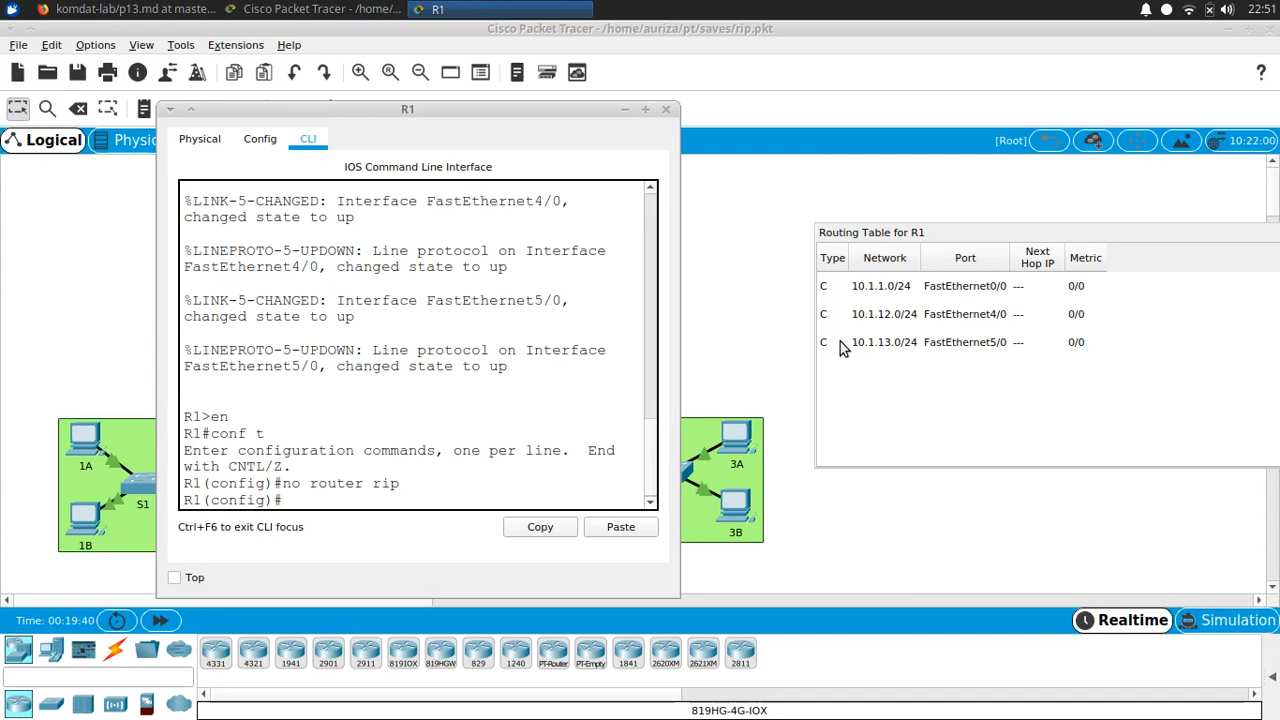 komdat-lab/p13.md at maste...
Cisco Packet Tracer - /home/...
R1
22:51
Cisco Packet Tracer - /home/auriza/pt/saves/rip.pkt
File Edit Options View Tools Extensions Help
R1
Logical
Physi
[Root]
10:22:00
Physical Config CLI
IOS Command Line Interface
%LINK-5-CHANGED: Interface FastEthernet4/0,
changed state to up
%LINEPROTO-5-UPDOWN: Line protocol on Interface
FastEthernet4/0, changed state to up
%LINK-5-CHANGED: Interface FastEthernet5/0,
changed state to up
%LINEPROTO-5-UPDOWN: Line protocol on Interface
FastEthernet5/0, changed state to up
R1>en
R1#conf t
Enter configuration commands, one per line. End
with CNTL/Z.
R1(config)#no router rip
R1(config)#
Ctrl+F6 to exit CLI focus
Copy
Paste
Top
Routing Table for R1
Type Network Port Next Hop IP Metric
C 10.1.1.0/24 FastEthernet0/0 --- 0/0
C 10.1.12.0/24 FastEthernet4/0 --- 0/0
C 10.1.13.0/24 FastEthernet5/0 --- 0/0
1A
S1
1B
3A
3B
Time: 00:19:40
Realtime
Simulation
4331 4321 1941 2901 2911 819IOX 819HGW 829 1240 PT-Router PT-Empty 1841 2620XM 2621XM 2811
819HG-4G-IOX